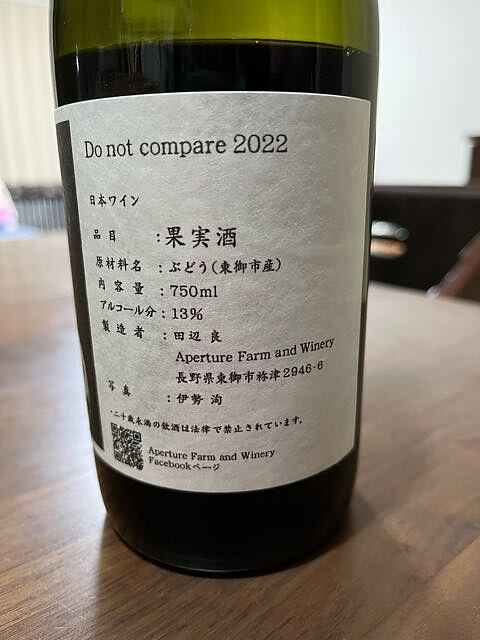 Do not compare 2022
日本ワイン
品目 :果実酒
原材料名 :ぶどう(東御市産)
内容量 :750ml
アルコール分:13%
製造者 :田辺 良
Aperture Farm and Winery
長野県東御市祢津2946-6
写真 :伊勢 洵
・二十歳未満の飲酒は法律で禁止されています。
Aperture Farm and Winery
Facebookページ